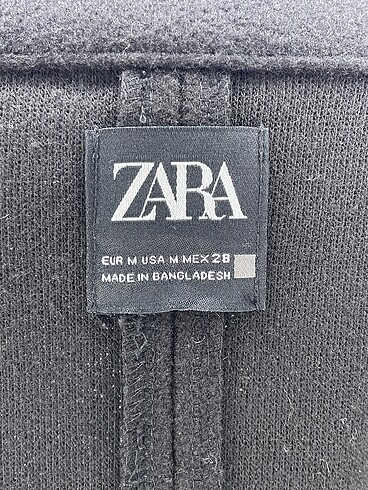 ZARA
EUR M USA M MEX 28
MADE IN BANGLADESH